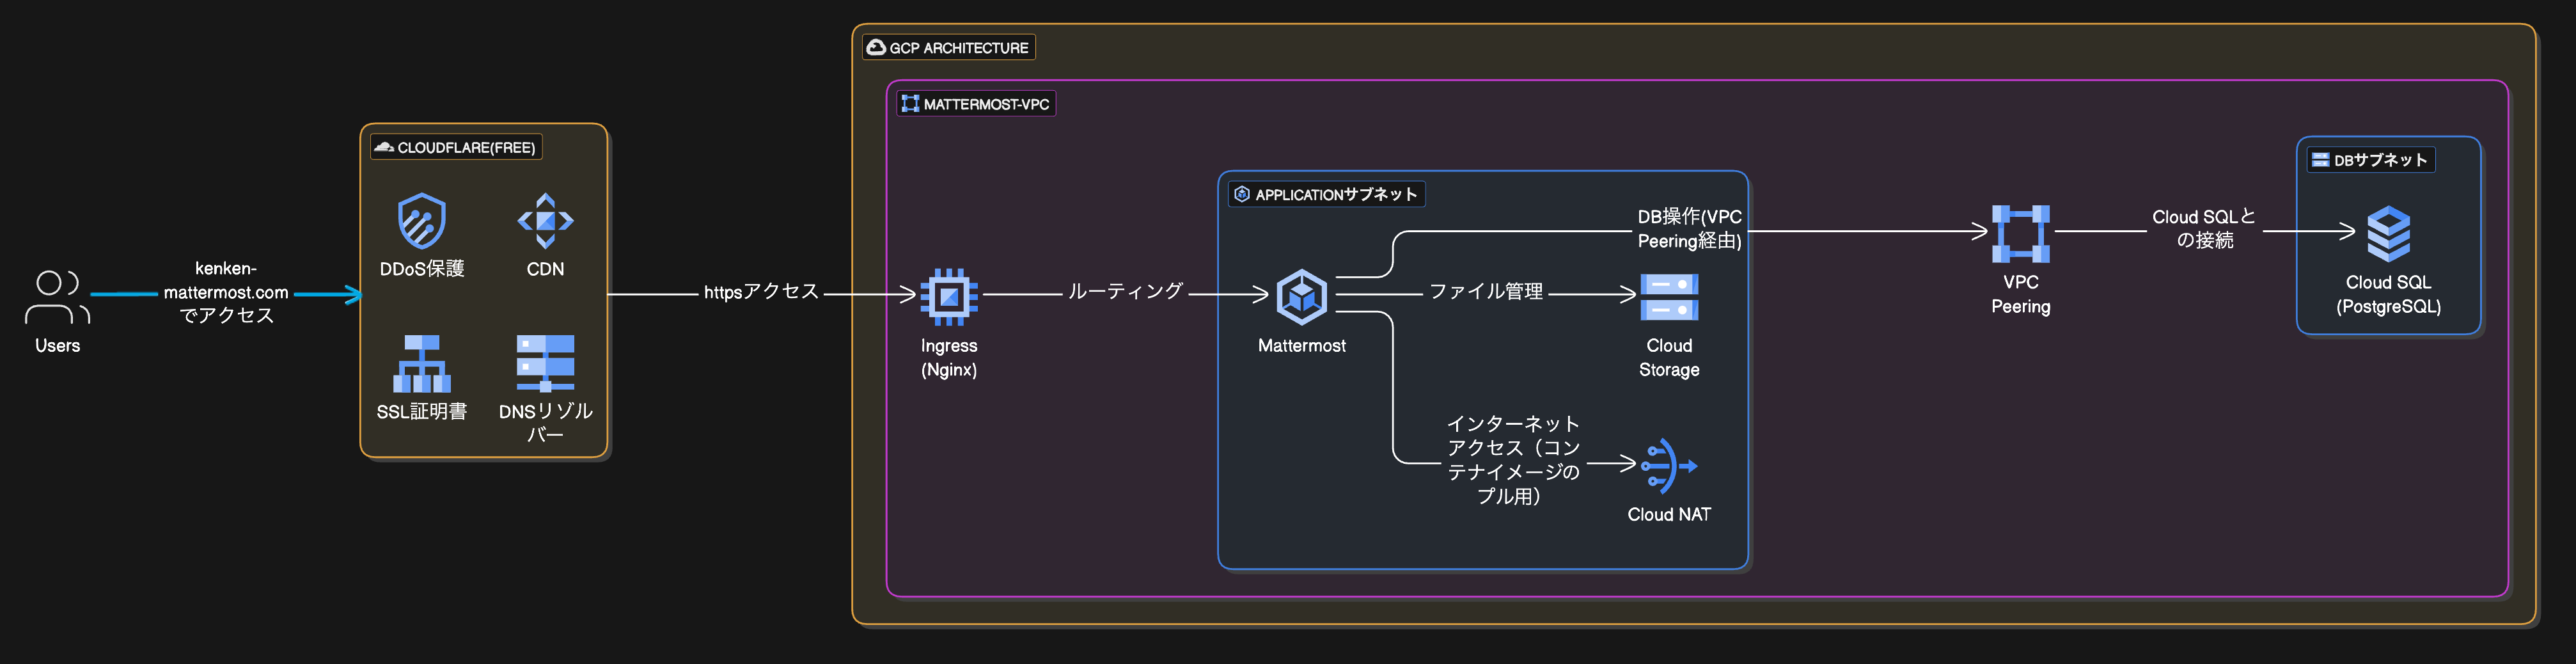 GCP ARCHITECTURE
MATTERMOST-VPC
CLOUDFLARE(FREE)
DDoS保護
CDN
SSL証明書
DNSリゾル
バー
kenken-
mattermost.com
でアクセス
Users
httpsアクセス
Ingress
(Nginx)
ルーティング
APPLICATIONサブネット
Mattermost
DB操作(VPC
Peering経由)
ファイル管理
Cloud
Storage
インターネット
アクセス（コン
テナイメージの
プル用）
Cloud NAT
VPC
Peering
Cloud SQLと
の接続
DBサブネット
Cloud SQL
(PostgreSQL)